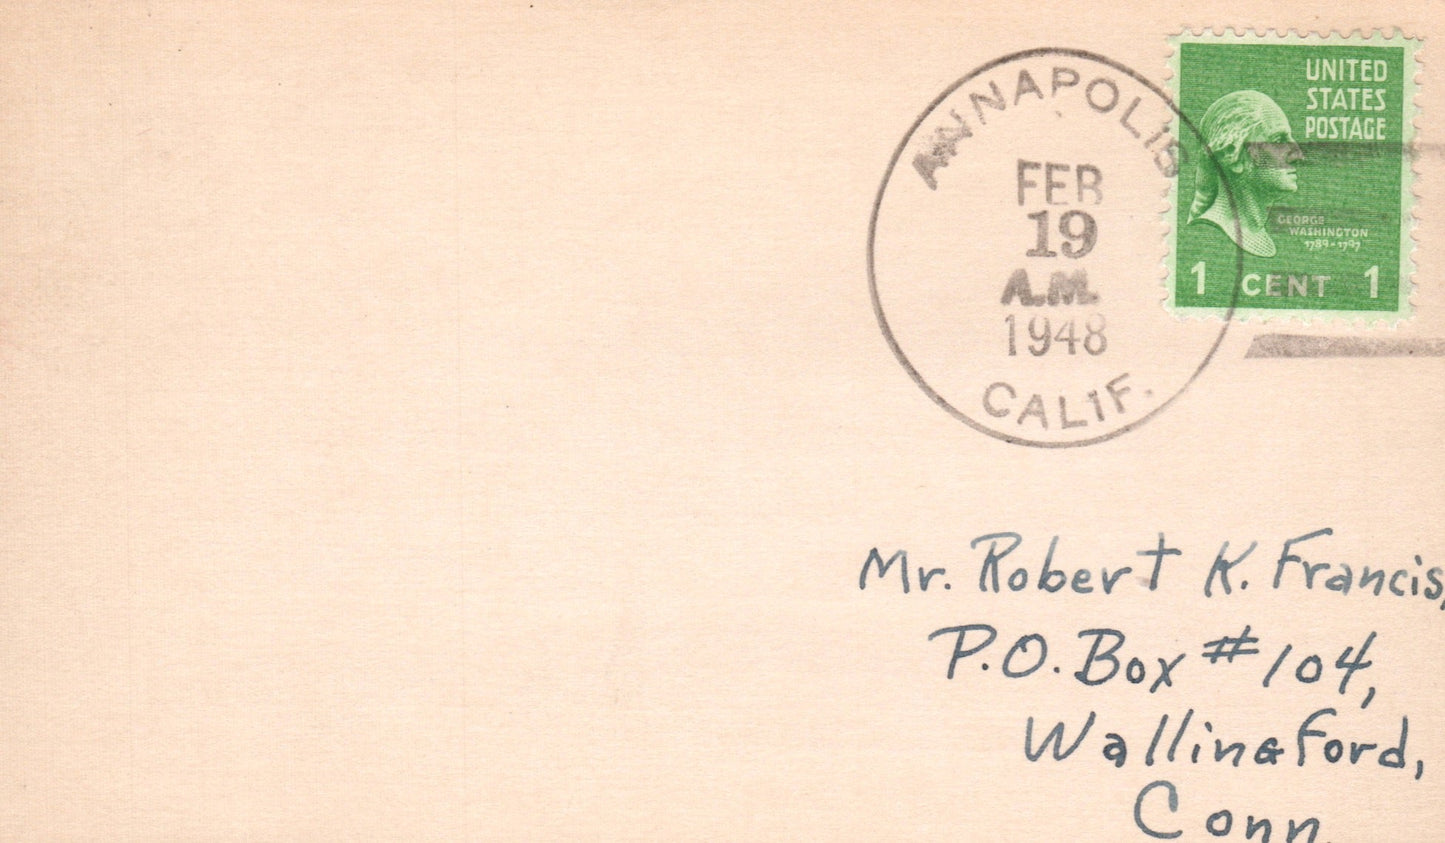 ANNAPOLIS
FEB
19
A.M.
1948
CALIF.
UNITED
STATES
POSTAGE
GEORGE
WASHINGTON
1789-1797
1 CENT 1
Mr. Robert K. Francis,
P.O. Box #104,
Wallingford,
Conn.